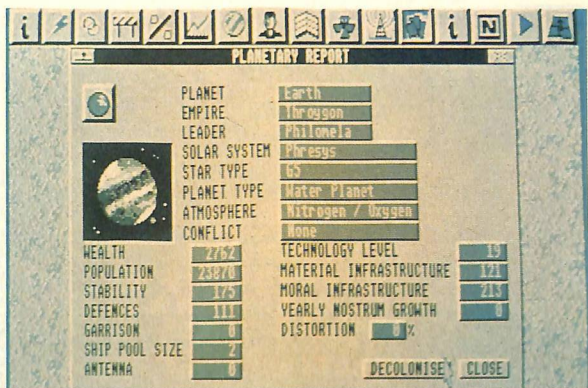 PLANETARY REPORT
PLANET Earth
EMPIRE Throygon
LEADER Philomela
SOLAR SYSTEM Phresys
STAR TYPE G5
PLANET TYPE Water Planet
ATMOSPHERE Nitrogen / Oxygen
CONFLICT None
WEALTH 2762
POPULATION 23870
STABILITY 175
DEFENCES 111
GARRISON 0
SHIP POOL SIZE 2
ANTENNA 0
TECHNOLOGY LEVEL 19
MATERIAL INFRASTRUCTURE 121
MORAL INFRASTRUCTURE 213
YEARLY NOSTRUM GROWTH 0
DISTORTION 0 %
DECOLONISE CLOSE